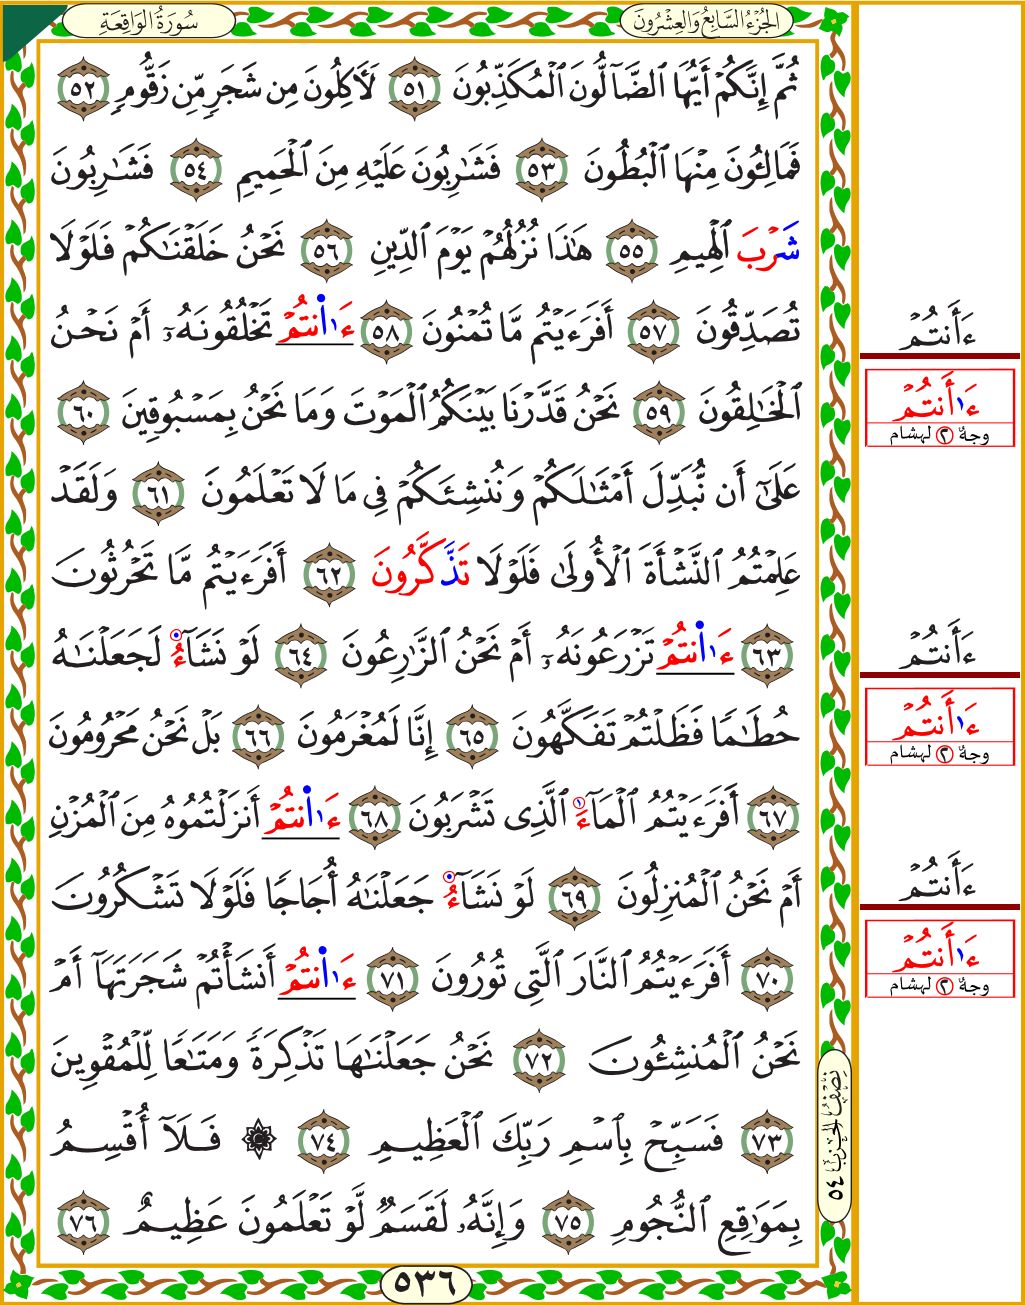 سُورَةُ الوَاقِعَةِ
الجُزْءُ السَّابِعُ وَالعِشْرُونَ
ثُمَّ إِنَّكُمْ أَيُّهَا ٱلضَّآلُّونَ ٱلْمُكَذِّبُونَ ٥١ لَأَكِلُونَ مِن شَجَرٍ مِّن زَقُّومٍ ٥٢
فَمَالِـُٔونَ مِنْهَا ٱلْبُطُونَ ٥٣ فَشَٰرِبُونَ عَلَيْهِ مِنَ ٱلْحَمِيمِ ٥٤ فَشَٰرِبُونَ
شَرْبَ ٱلْهِيمِ ٥٥ هَٰذَا نُزُلُهُمْ يَوْمَ ٱلدِّينِ ٥٦ نَحْنُ خَلَقْنَٰكُمْ فَلَوْلَا
تُصَدِّقُونَ ٥٧ أَفَرَءَيْتُم مَّا تُمْنُونَ ٥٨ ءَا۬نتُمْ تَخْلُقُونَهُۥٓ أَمْ نَحْنُ
ٱلْخَٰلِقُونَ ٥٩ نَحْنُ قَدَّرْنَا بَيْنَكُمُ ٱلْمَوْتَ وَمَا نَحْنُ بِمَسْبُوقِينَ ٦٠
عَلَىٰٓ أَن نُّبَدِّلَ أَمْثَٰلَكُمْ وَنُنشِئَكُمْ فِى مَا لَا تَعْلَمُونَ ٦١ وَلَقَدْ
عَلِمْتُمُ ٱلنَّشْأَةَ ٱلْأُولَىٰ فَلَوْلَا تَذَّكَّرُونَ ٦٢ أَفَرَءَيْتُم مَّا تَحْرُثُونَ
٦٣ ءَا۬نتُمْ تَزْرَعُونَهُۥٓ أَمْ نَحْنُ ٱلزَّٰرِعُونَ ٦٤ لَوْ نَشَآءُ لَجَعَلْنَٰهُ
حُطَٰمًا فَظَلْتُمْ تَفَكَّهُونَ ٦٥ إِنَّا لَمُغْرَمُونَ ٦٦ بَلْ نَحْنُ مَحْرُومُونَ
٦٧ أَفَرَءَيْتُمُ ٱلْمَآءَ ٱلَّذِى تَشْرَبُونَ ٦٨ ءَا۬نتُمْ أَنزَلْتُمُوهُ مِنَ ٱلْمُزْنِ
أَمْ نَحْنُ ٱلْمُنزِلُونَ ٦٩ لَوْ نَشَآءُ جَعَلْنَٰهُ أُجَاجًا فَلَوْلَا تَشْكُرُونَ
٧٠ أَفَرَءَيْتُمُ ٱلنَّارَ ٱلَّتِى تُورُونَ ٧١ ءَا۬نتُمْ أَنشَأْتُمْ شَجَرَتَهَآ أَمْ
نَحْنُ ٱلْمُنشِـُٔونَ ٧٢ نَحْنُ جَعَلْنَٰهَا تَذْكِرَةً وَمَتَٰعًا لِّلْمُقْوِينَ
٧٣ فَسَبِّحْ بِٱسْمِ رَبِّكَ ٱلْعَظِيمِ ٧٤ ۞ فَلَآ أُقْسِمُ
بِمَوَٰقِعِ ٱلنُّجُومِ ٧٥ وَإِنَّهُۥ لَقَسَمٌ لَّوْ تَعْلَمُونَ عَظِيمٌ ٧٦
٥٣٦
نِصْفُ الحِزْبِ ٥٤
ءَأَنتُمْ
ءَا۬أَنتُمْ
وجهٌ ٢ لهشام
ءَأَنتُمْ
ءَا۬أَنتُمْ
وجهٌ ٢ لهشام
ءَأَنتُمْ
ءَا۬أَنتُمْ
وجهٌ ٢ لهشام